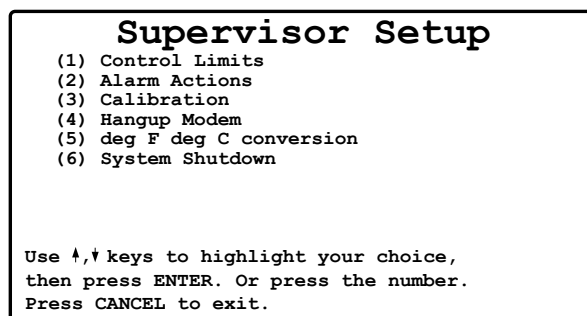 Supervisor Setup
(1) Control Limits
(2) Alarm Actions
(3) Calibration
(4) Hangup Modem
(5) deg F deg C conversion
(6) System Shutdown
Use ↑,↓ keys to highlight your choice,
then press ENTER. Or press the number.
Press CANCEL to exit.